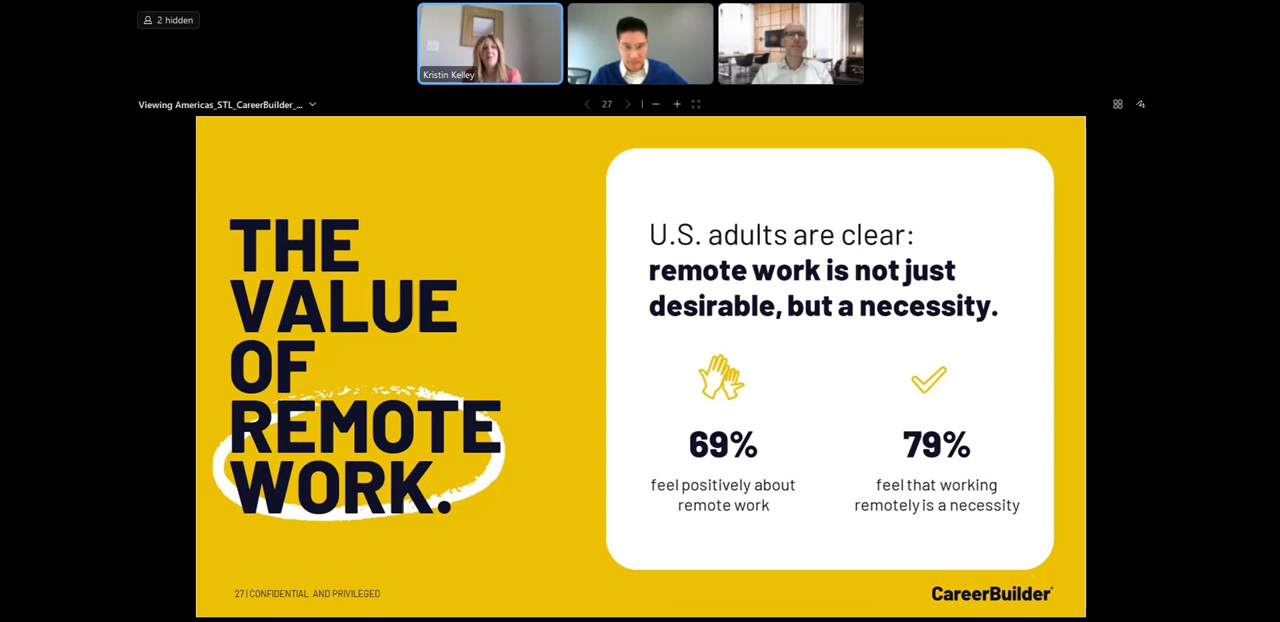 2 hidden
Kristin Kelley
Viewing Americas_STL_CareerBuilder_...
27
THE
VALUE
OF
REMOTE
WORK.
U.S. adults are clear:
remote work is not just
desirable, but a necessity.
69%
feel positively about
remote work
79%
feel that working
remotely is a necessity
27 | CONFIDENTIAL AND PRIVILEGED
CareerBuilder®